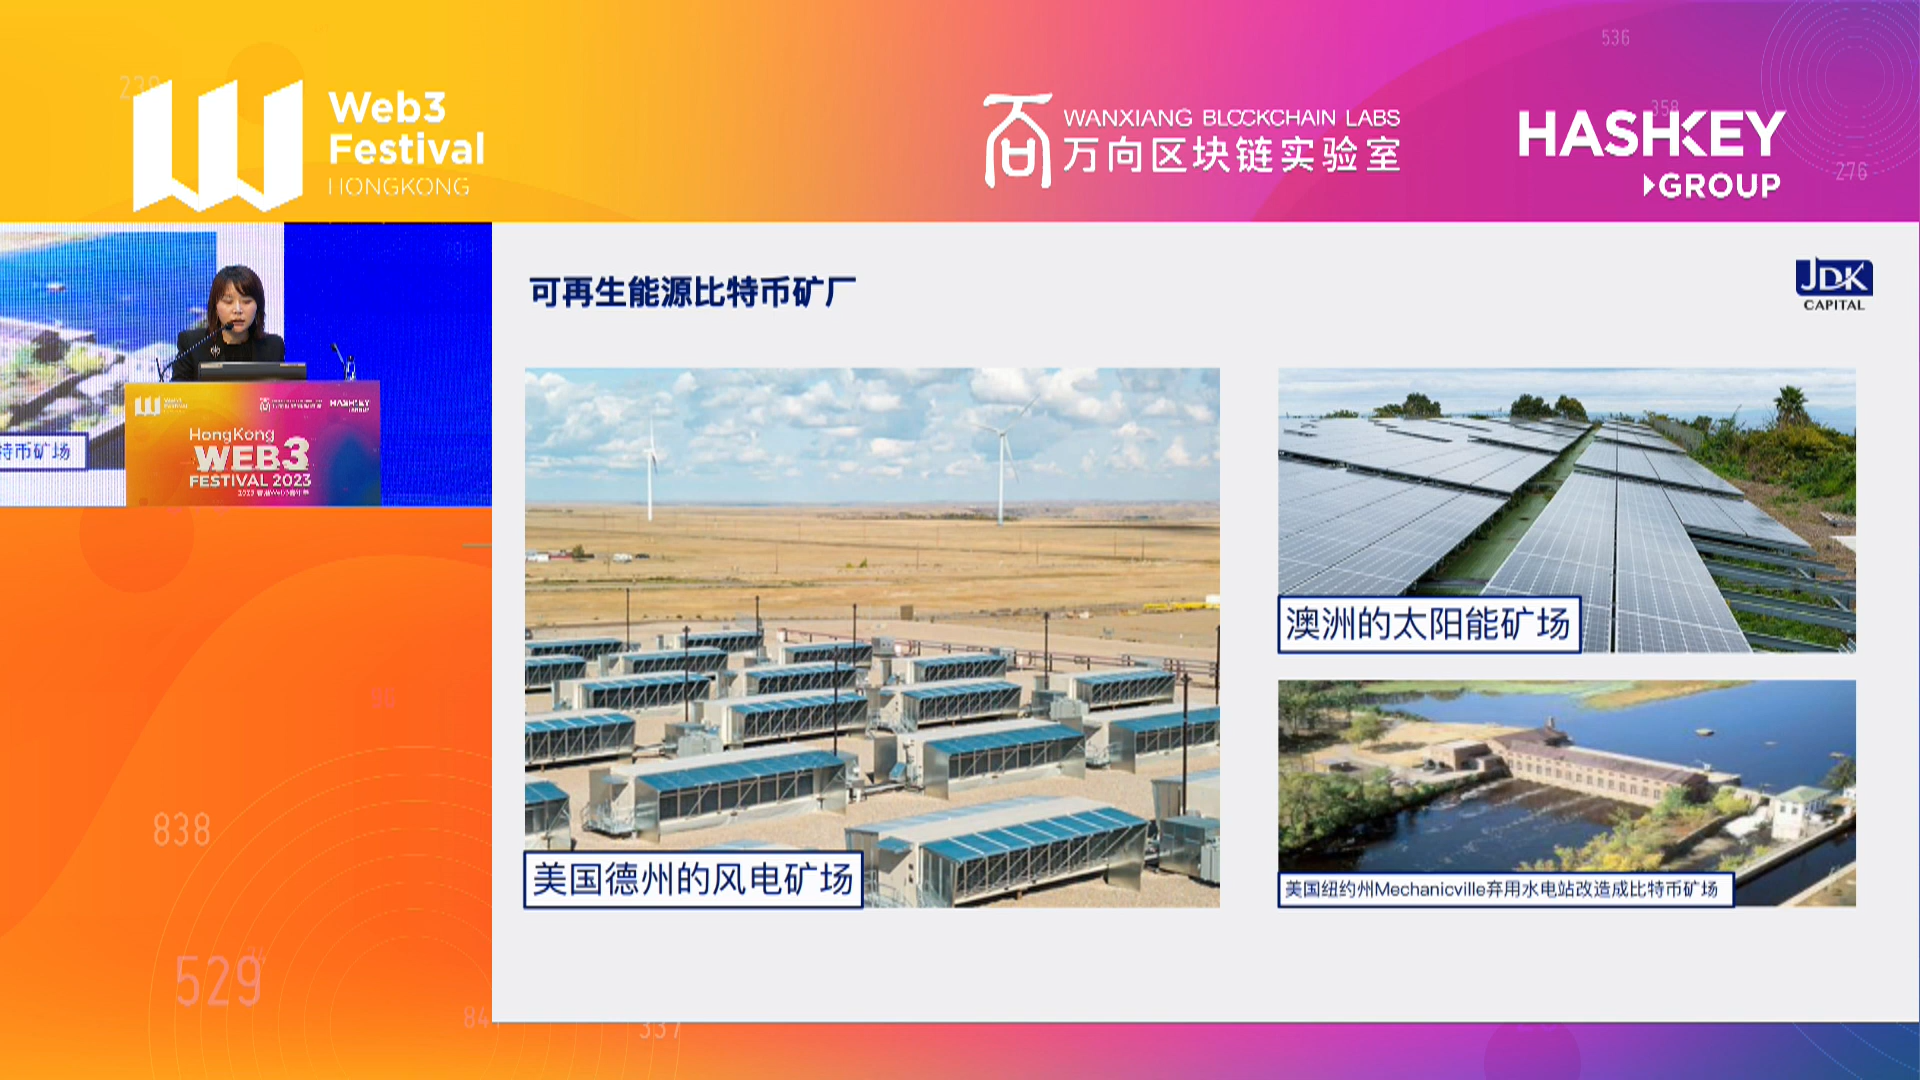 239
536
358
276
Web3
Festival
HONGKONG
WANXIANG BLOCKCHAIN LABS
万向区块链实验室
HASHKEY
GROUP
特币矿场
HASHKEY
HongKong
WEB3
FESTIVAL 2023
可再生能源比特币矿厂
JDK
CAPITAL
美国德州的风电矿场
澳洲的太阳能矿场
美国纽约州Mechanicville弃用水电站改造成比特币矿场
838
529
337